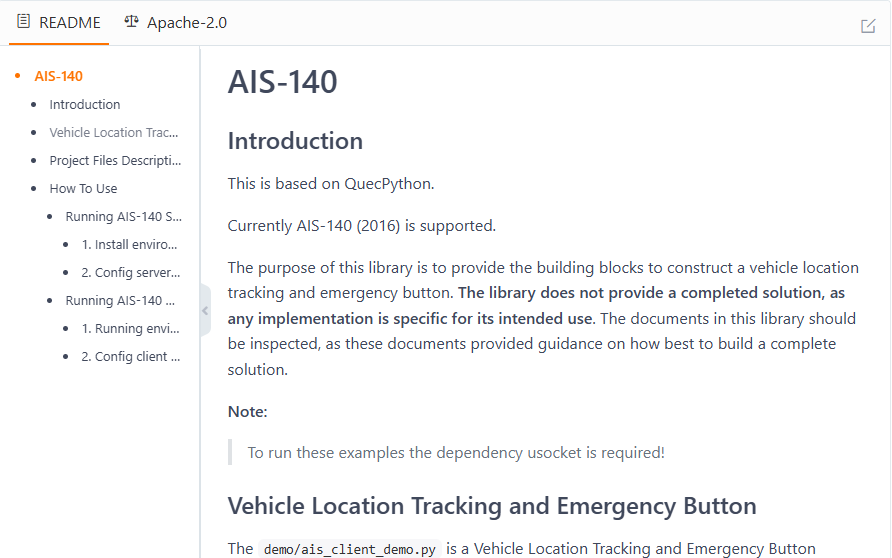 README
Apache-2.0
AIS-140
Introduction
Vehicle Location Trac...
Project Files Descripti...
How To Use
Running AIS-140 S...
1. Install enviro...
2. Config server...
Running AIS-140 ...
1. Running envi...
2. Config client ...
AIS-140
Introduction
This is based on QuecPython.
Currently AIS-140 (2016) is supported.
The purpose of this library is to provide the building blocks to construct a vehicle location
tracking and emergency button. The library does not provide a completed solution, as
any implementation is specific for its intended use. The documents in this library should
be inspected, as these documents provided guidance on how best to build a complete
solution.
Note:
To run these examples the dependency usocket is required!
Vehicle Location Tracking and Emergency Button
The demo/ais_client_demo.py is a Vehicle Location Tracking and Emergency Button